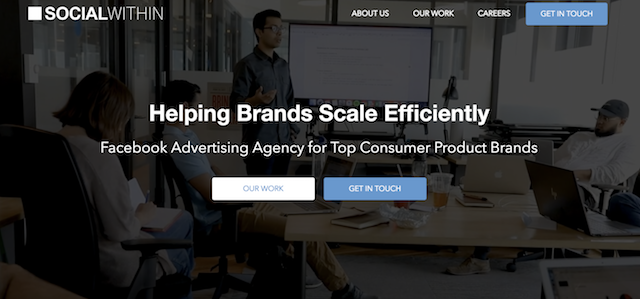 SOCIALWITHIN
ABOUT US
OUR WORK
CAREERS
GET IN TOUCH
Helping Brands Scale Efficiently
Facebook Advertising Agency for Top Consumer Product Brands
OUR WORK
GET IN TOUCH